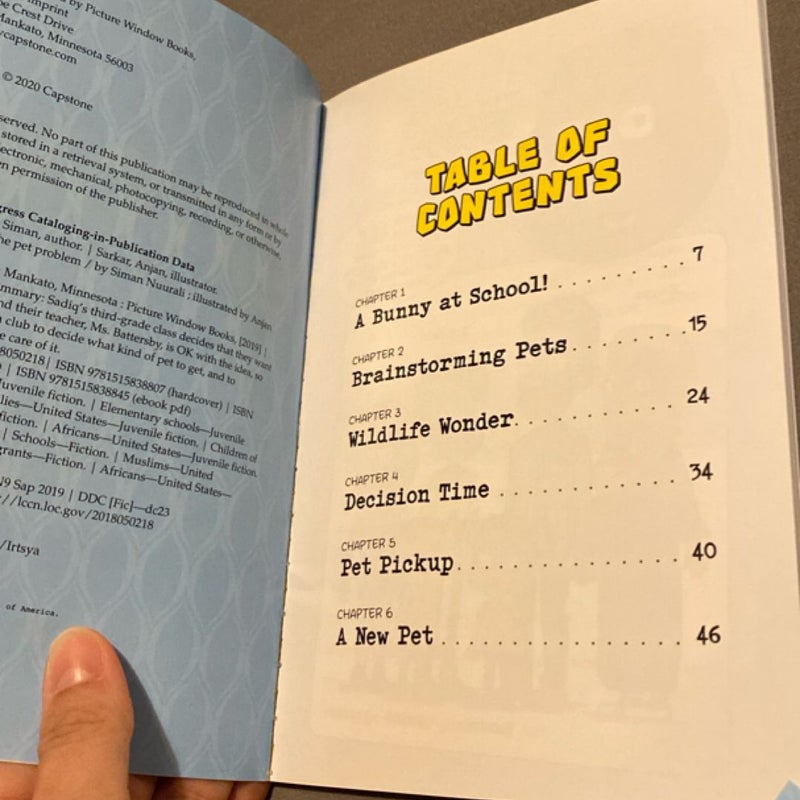 by Picture Window Books,
imprint
Crest Drive
Mankato, Minnesota 56003
capstone.com
© 2020 Capstone
No part of this publication may be reproduced in whole
stored in a retrieval system, or transmitted in any form or by
mechanical, photocopying, recording, or otherwise,
permission of the publisher.
Cataloging-in-Publication Data
Siman, author. | Sarkar, Anjan, illustrator.
pet problem / by Siman Nuurali ; illustrated by Anjan
Mankato, Minnesota : Picture Window Books, [2019] |
Sadiq's third-grade class decides that they want
their teacher, Ms. Battersby, is OK with the idea, so
club to decide what kind of pet to get, and to
care of it.
| ISBN 9781515838807 (hardcover) | ISBN
| ISBN 9781515838845 (ebook pdf)
fiction. | Elementary schools—Juvenile
States—Juvenile fiction. | Children of
fiction. | Africans—United States—Juvenile fiction.
| Schools—Fiction. | Muslims—United
Fiction. | Africans—United States—
Sap 2019 | DDC [Fic]—dc23
//lccn.loc.gov/2018050218
/Irtsya
of America.
TABLE OF
CONTENTS
CHAPTER 1
A Bunny at School! . . . . . . . . . 7
CHAPTER 2
Brainstorming Pets . . . . . . . . 15
CHAPTER 3
Wildlife Wonder. . . . . . . . . . . 24
CHAPTER 4
Decision Time . . . . . . . . . . . . 34
CHAPTER 5
Pet Pickup. . . . . . . . . . . . . . . 40
CHAPTER 6
A New Pet . . . . . . . . . . . . . . . . 46